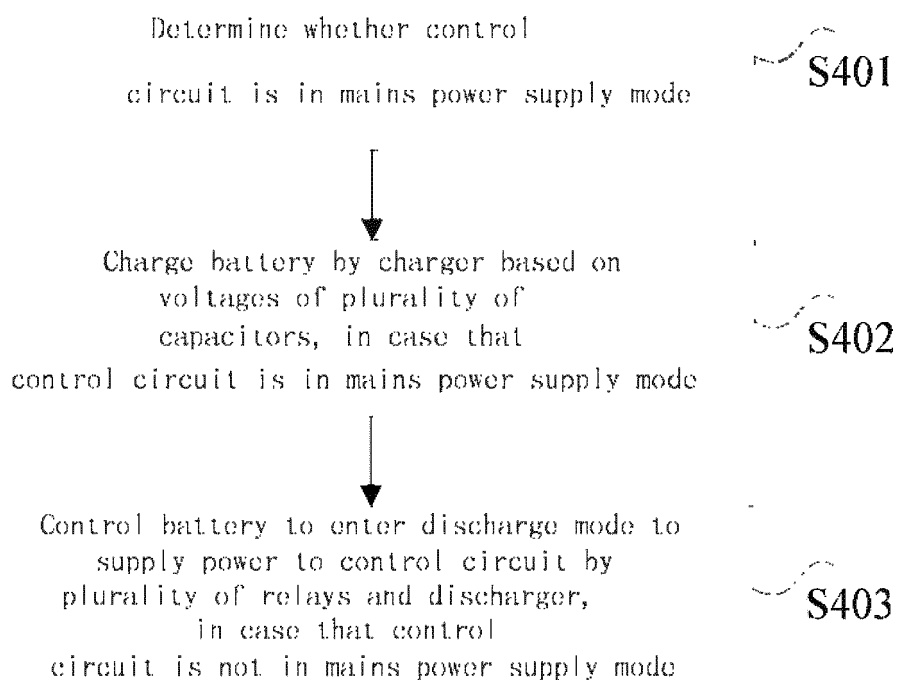 Determine whether control
circuit is in mains power supply mode
S401
Charge battery by charger based on
voltages of plurality of
capacitors, in case that
control circuit is in mains power supply mode
S402
Control battery to enter discharge mode to
supply power to control circuit by
plurality of relays and discharger,
in case that control
circuit is not in mains power supply mode
S403